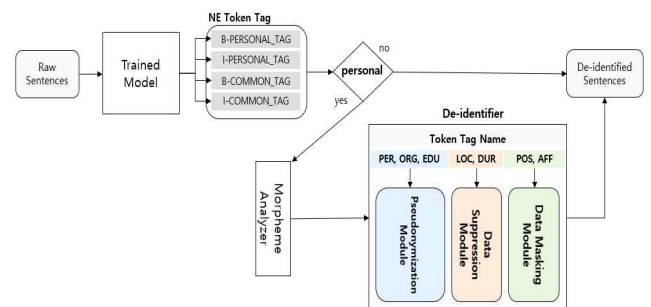 NE Token Tag
Raw
Sentences
Trained
Model
B-PERSONAL_TAG
I-PERSONAL_TAG
B-COMMON_TAG
I-COMMON_TAG
personal
no
yes
De-identified
Sentences
Morpheme
Analyzer
De-identifier
Token Tag Name
PER, ORG, EDU
LOC, DUR
POS, AFF
Pseudonymization
Module
Data
Suppression
Module
Data Masking
Module